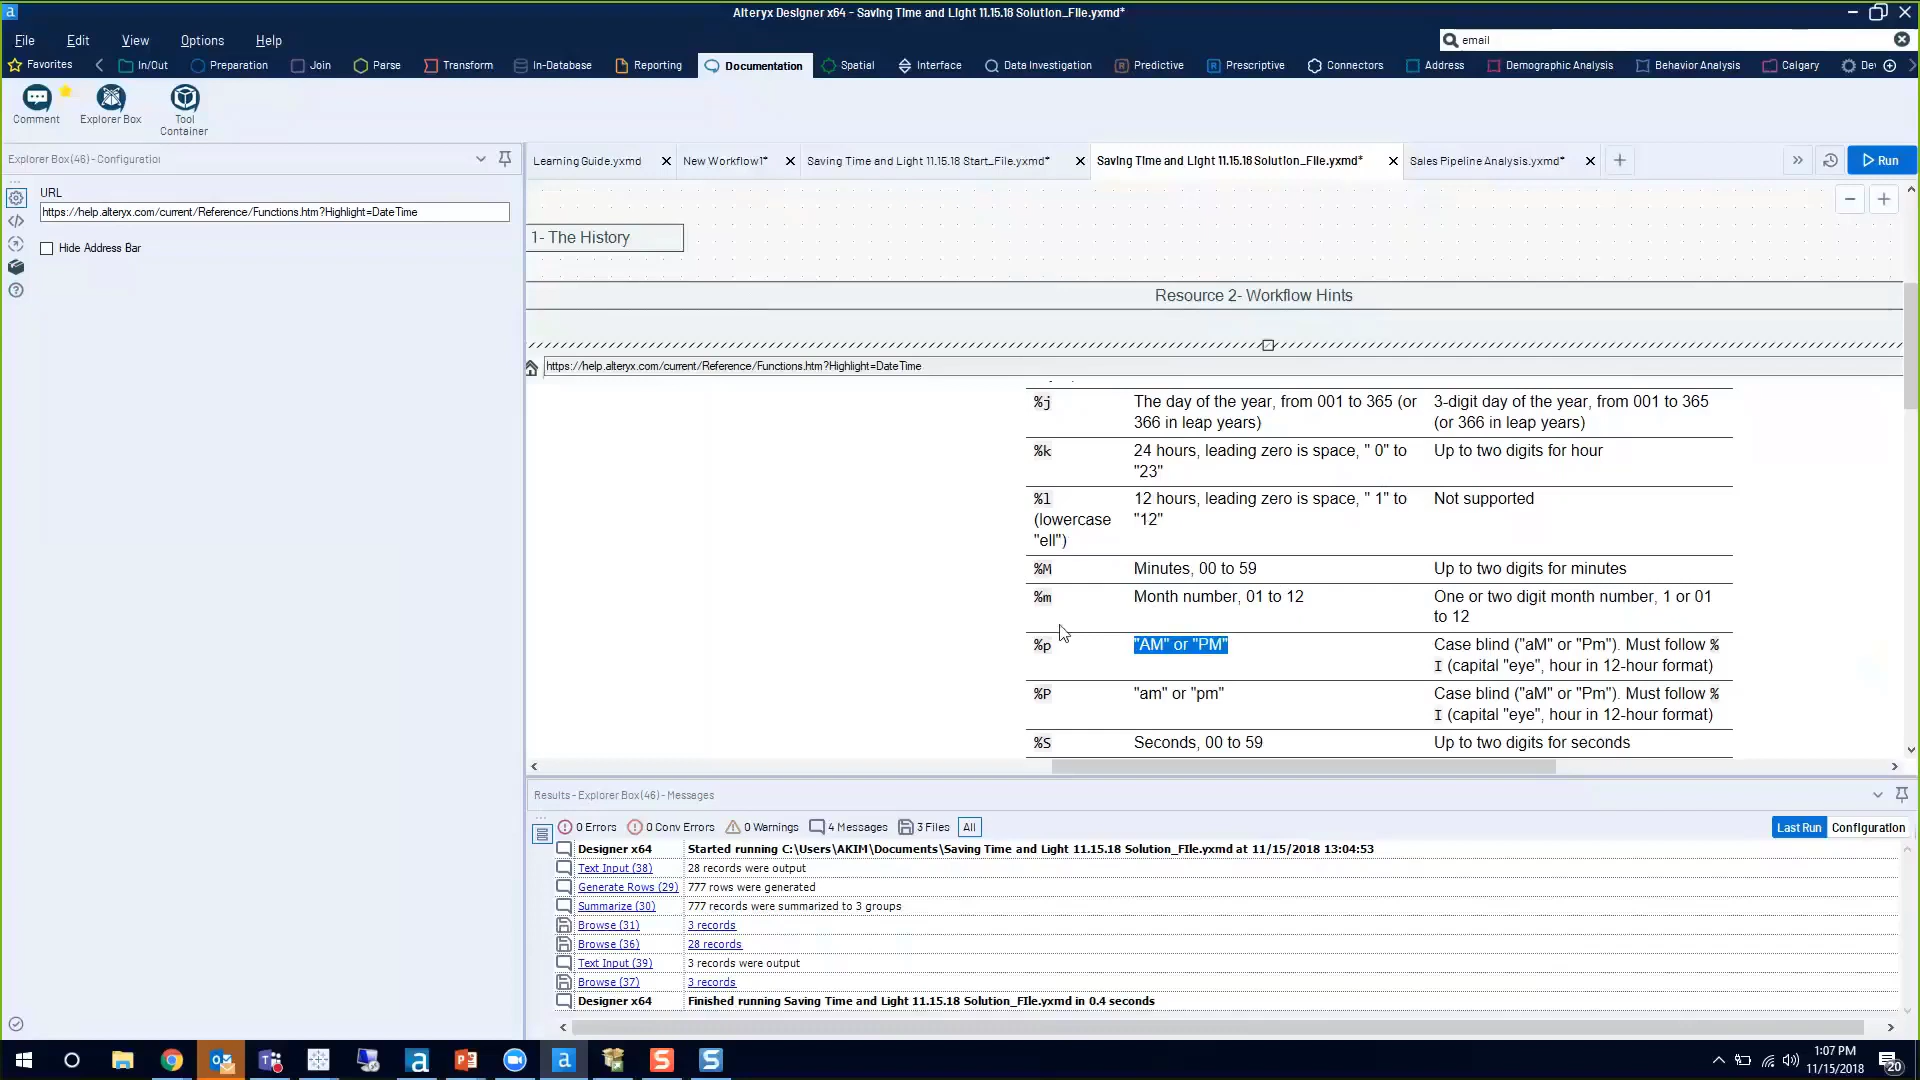 Alteryx Designer x64 - Saving Time and Light 11.15.18 Solution_File.yxmd*
File Edit View Options Help
email
Favorites In/Out Preparation Join Parse Transform In-Database Reporting Documentation Spatial Interface Data Investigation Predictive Prescriptive Connectors Address Demographic Analysis Behavior Analysis Calgary De
Comment Explorer Box Tool Container
Explorer Box (46) - Configuration
URL
https://help.alteryx.com/current/Reference/Functions.htm?Highlight=DateTime
Hide Address Bar
Learning Guide.yxmd New Workflow1* Saving Time and Light 11.15.18 Start_File.yxmd* Saving Time and Light 11.15.18 Solution_File.yxmd* Sales Pipeline Analysis.yxmd* Run
1- The History
Resource 2- Workflow Hints
https://help.alteryx.com/current/Reference/Functions.htm?Highlight=DateTime
%j The day of the year, from 001 to 365 (or 3-digit day of the year, from 001 to 365
366 in leap years) (or 366 in leap years)
%k 24 hours, leading zero is space, " 0" to Up to two digits for hour
"23"
%l 12 hours, leading zero is space, " 1" to Not supported
(lowercase "12"
"ell")
%M Minutes, 00 to 59 Up to two digits for minutes
%m Month number, 01 to 12 One or two digit month number, 1 or 01
to 12
%p "AM" or "PM" Case blind ("aM" or "Pm"). Must follow %
I (capital "eye", hour in 12-hour format)
%P "am" or "pm" Case blind ("aM" or "Pm"). Must follow %
I (capital "eye", hour in 12-hour format)
%S Seconds, 00 to 59 Up to two digits for seconds
Results - Explorer Box (46) - Messages
0 Errors 0 Conv Errors 0 Warnings 4 Messages 3 Files All Last Run Configuration
Designer x64 Started running C:\Users\AKIM\Documents\Saving Time and Light 11.15.18 Solution_FIle.yxmd at 11/15/2018 13:04:53
Text Input (38) 28 records were output
Generate Rows (29) 777 rows were generated
Summarize (30) 777 records were summarized to 3 groups
Browse (31) 3 records
Browse (36) 28 records
Text Input (39) 3 records were output
Browse (37) 3 records
Designer x64 Finished running Saving Time and Light 11.15.18 Solution_FIle.yxmd in 0.4 seconds
1:07 PM
11/15/2018
20